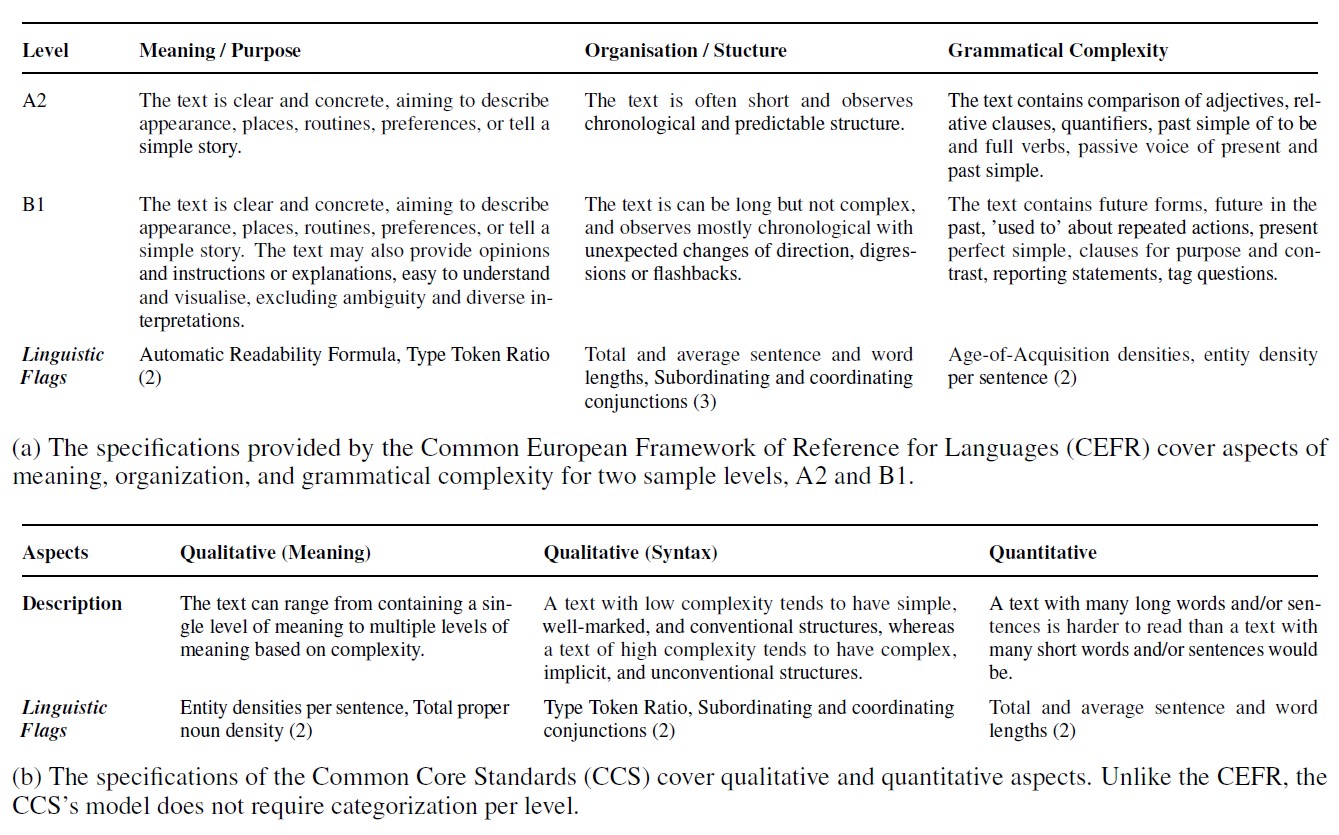 Level Meaning / Purpose Organisation / Stucture Grammatical Complexity
A2 The text is clear and concrete, aiming to describe
appearance, places, routines, preferences, or tell a
simple story.
The text is often short and observes
chronological and predictable structure.
The text contains comparison of adjectives, rel-
ative clauses, quantifiers, past simple of to be
and full verbs, passive voice of present and
past simple.
B1 The text is clear and concrete, aiming to describe
appearance, places, routines, preferences, or tell a
simple story. The text may also provide opinions
and instructions or explanations, easy to understand
and visualise, excluding ambiguity and diverse in-
terpretations.
The text is can be long but not complex,
and observes mostly chronological with
unexpected changes of direction, digres-
sions or flashbacks.
The text contains future forms, future in the
past, ’used to’ about repeated actions, present
perfect simple, clauses for purpose and con-
trast, reporting statements, tag questions.
Linguistic
Flags
Automatic Readability Formula, Type Token Ratio
(2)
Total and average sentence and word
lengths, Subordinating and coordinating
conjunctions (3)
Age-of-Acquisition densities, entity density
per sentence (2)
(a) The specifications provided by the Common European Framework of Reference for Languages (CEFR) cover aspects of
meaning, organization, and grammatical complexity for two sample levels, A2 and B1.
Aspects Qualitative (Meaning) Qualitative (Syntax) Quantitative
Description The text can range from containing a sin-
gle level of meaning to multiple levels of
meaning based on complexity.
A text with low complexity tends to have simple,
well-marked, and conventional structures, whereas
a text of high complexity tends to have complex,
implicit, and unconventional structures.
A text with many long words and/or sen-
tences is harder to read than a text with
many short words and/or sentences would
be.
Linguistic
Flags
Entity densities per sentence, Total proper
noun density (2)
Type Token Ratio, Subordinating and coordinating
conjunctions (2)
Total and average sentence and word
lengths (2)
(b) The specifications of the Common Core Standards (CCS) cover qualitative and quantitative aspects. Unlike the CEFR, the
CCS’s model does not require categorization per level.